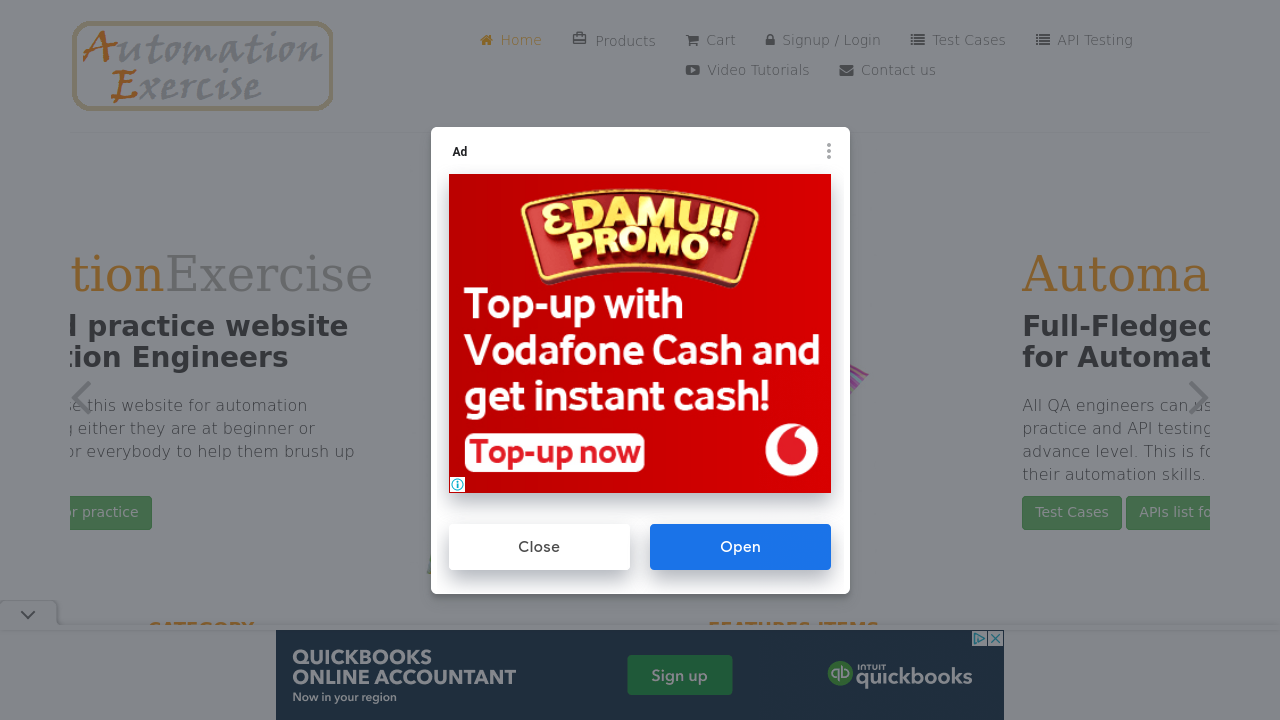 Automation
Exercise
Home
Products
Cart
Signup / Login
Test Cases
API Testing
Video Tutorials
Contact us
Ad
ƐDAMU!!
PROMO
Top-up with
Vodafone Cash and
get instant cash!
Top-up now
Close
Open
tionExercise
l practice website
tion Engineers
this website for automation
either they are at beginner or
or everybody to help them brush up
or practice
Automa
Full-Fledged
for Automat
All QA engineers can
practice and API testing
advance level. This is fo
their automation skills.
Test Cases
APIs list fo
CATEGORY
FEATURES ITEMS
QUICKBOOKS
ONLINE ACCOUNTANT
Now in your region
Sign up
qb
INTUIT
quickbooks